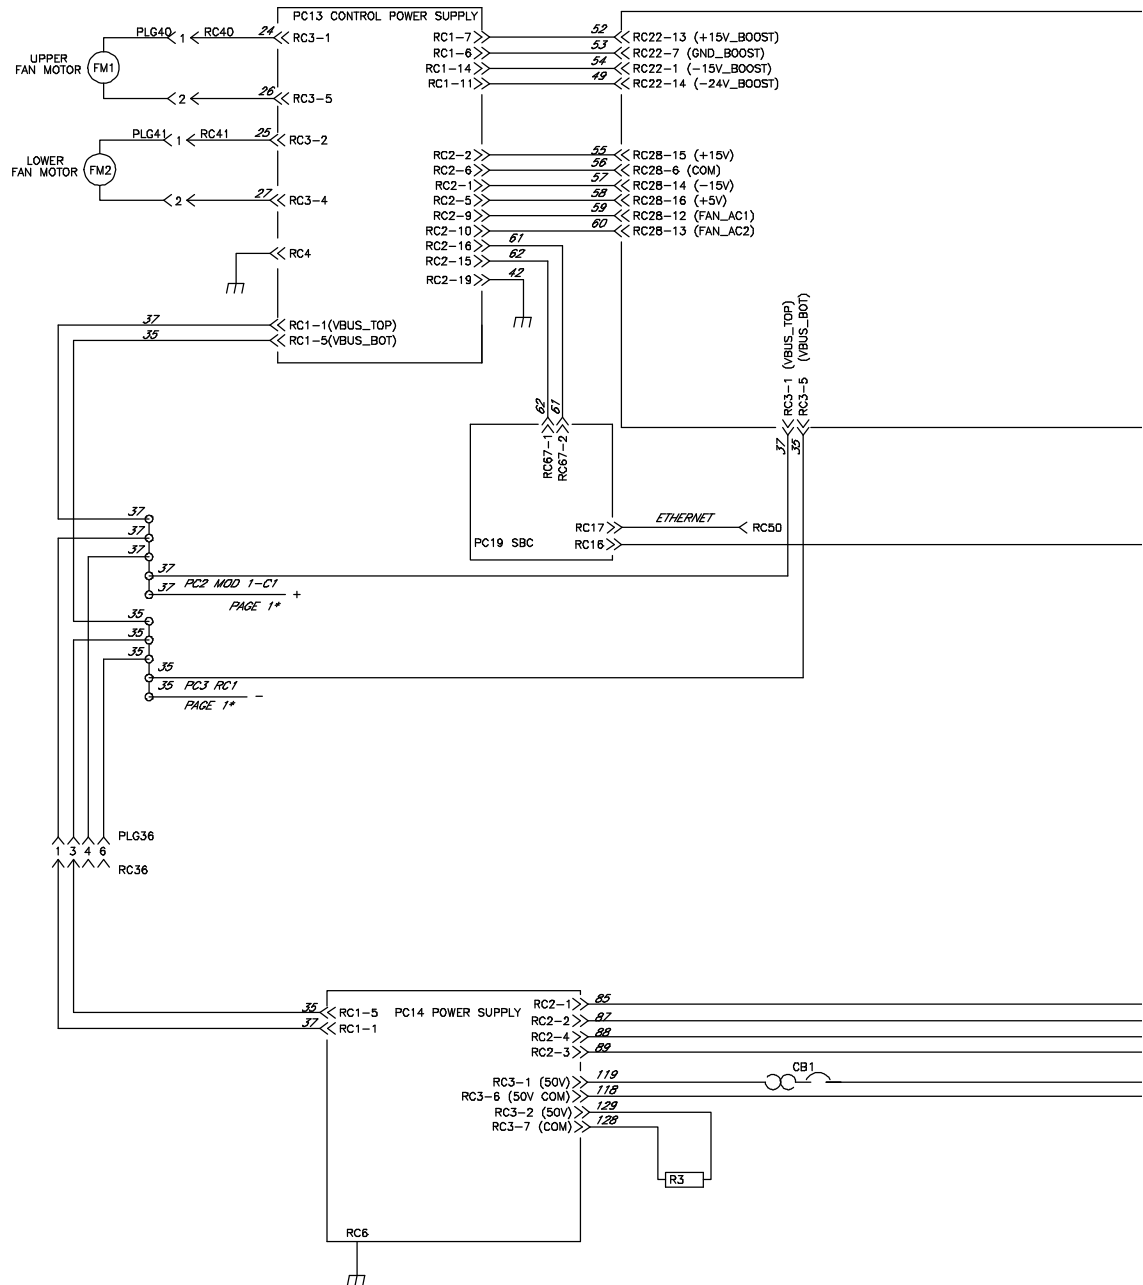 PC13 CONTROL POWER SUPPLY
PLG40 1 RC40 24 RC3-1
UPPER
FAN MOTOR FM1
2 26 RC3-5
PLG41 1 RC41 25 RC3-2
LOWER
FAN MOTOR FM2
2 27 RC3-4
RC4
37 RC1-1(VBUS_TOP)
35 RC1-5(VBUS_BOT)
RC1-7 52 RC22-13 (+15V_BOOST)
RC1-6 53 RC22-7 (GND_BOOST)
RC1-14 54 RC22-1 (-15V_BOOST)
RC1-11 49 RC22-14 (-24V_BOOST)
RC2-2 55 RC28-15 (+15V)
RC2-6 56 RC28-6 (COM)
RC2-1 57 RC28-14 (-15V)
RC2-5 58 RC28-16 (+5V)
RC2-9 59 RC28-12 (FAN_AC1)
RC2-10 60 RC28-13 (FAN_AC2)
RC2-16 61
RC2-15 62
RC2-19 42
RC3-1 (VBUS_TOP)
RC3-5 (VBUS_BOT)
37
35
62
61
RC67-1
RC67-2
RC17 ETHERNET RC50
PC19 SBC RC16
37
37
37
37
37 PC2 MOD 1-C1 +
PAGE 1*
35
35
35
35
35 PC3 RC1 -
PAGE 1*
PLG36
1 3 4 6
RC36
35 RC1-5 PC14 POWER SUPPLY
37 RC1-1
RC2-1 85
RC2-2 87
RC2-4 88
RC2-3 89
RC3-1 (50V) 119 CB1
RC3-6 (50V COM) 118
RC3-2 (50V) 129
RC3-7 (COM) 128
R3
RC6